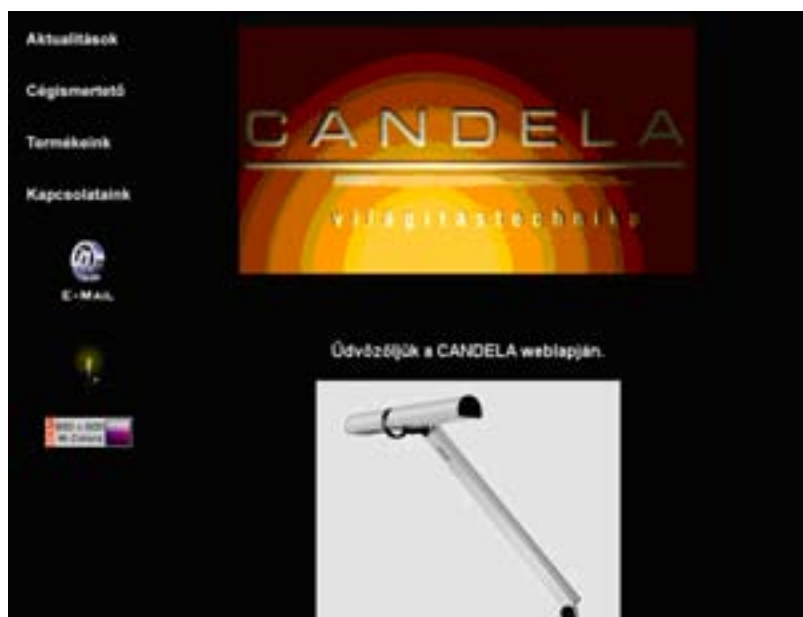 Aktualitások
Cégismertető
Termékeink
Kapcsolataink
E-MAIL
CANDELA
világítástechnika
Üdvözöljük a CANDELA weblapján.